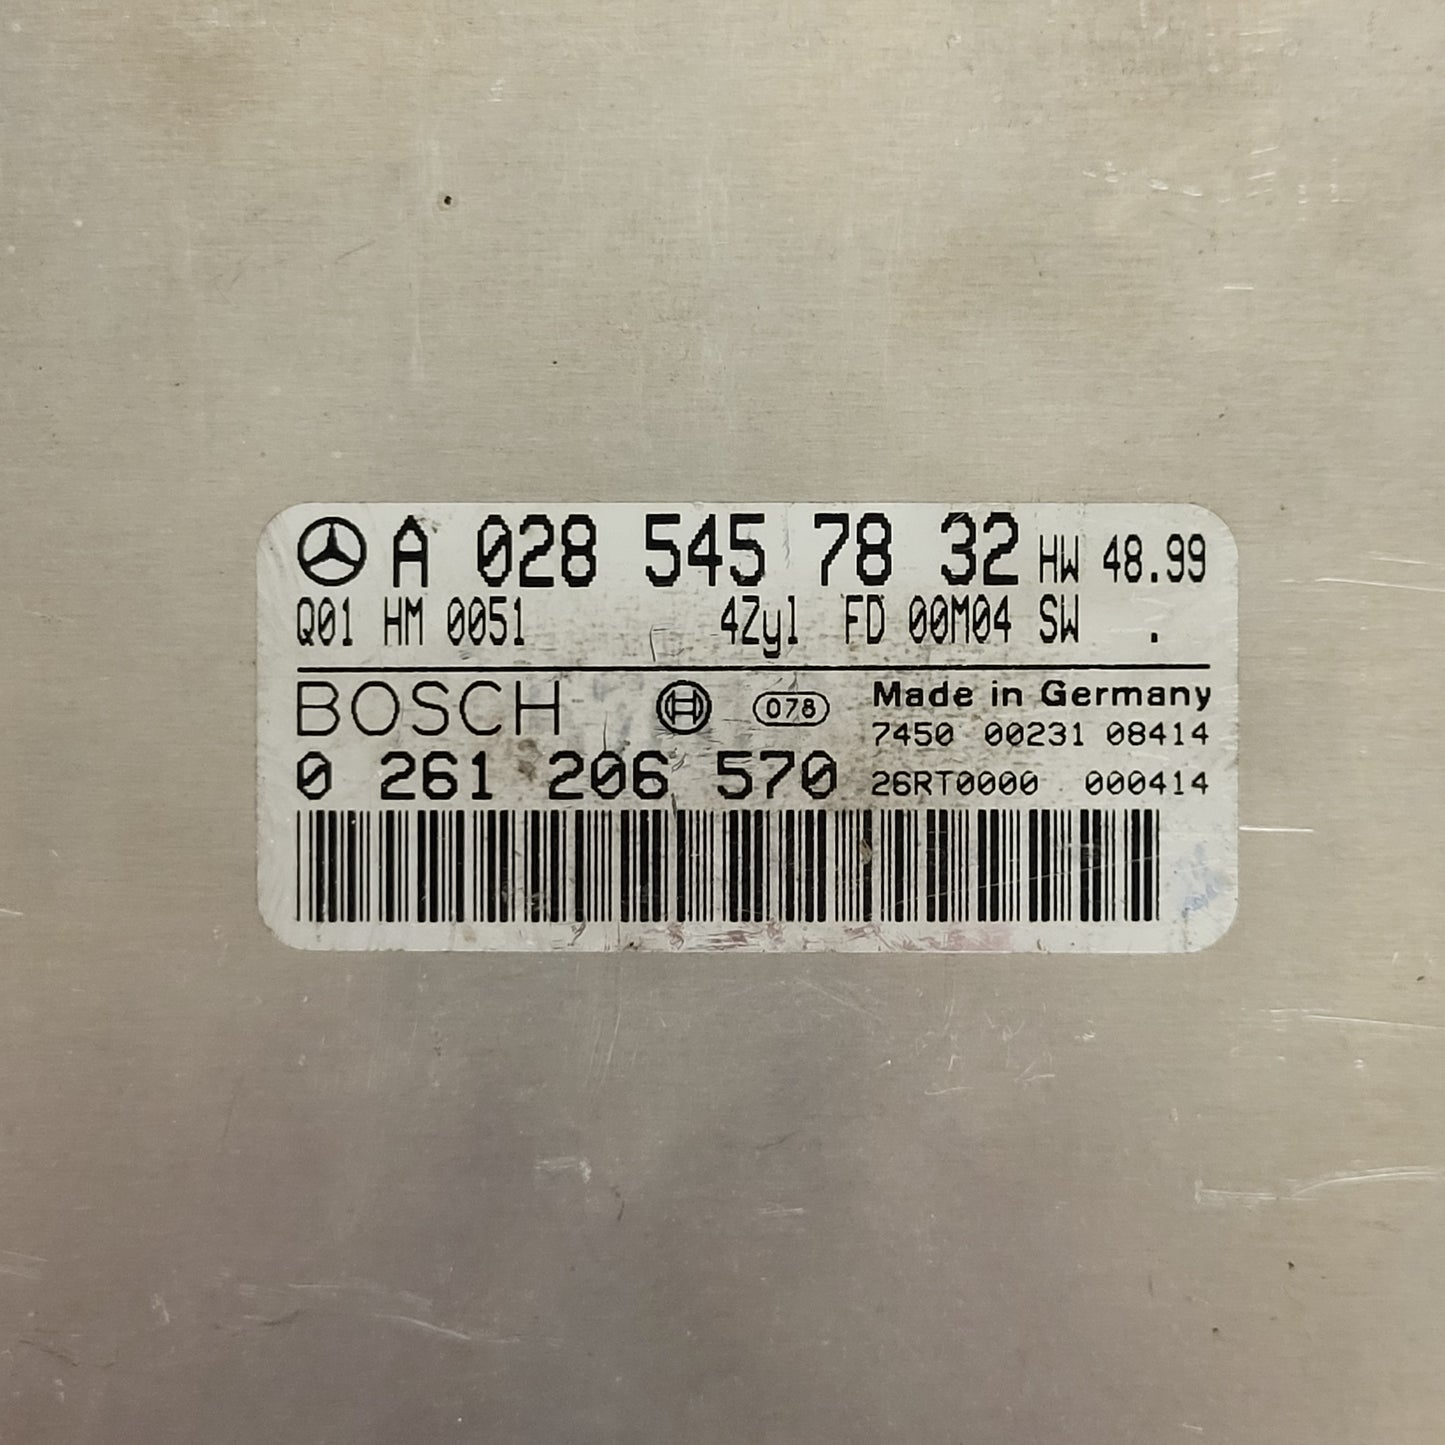 A 028 545 78 32 HW 48.99
Q01 HM 0051 4Zyl FD 00M04 SW .
BOSCH H 078 Made in Germany
7450 00231 08414
0 261 206 570 26RT0000 000414